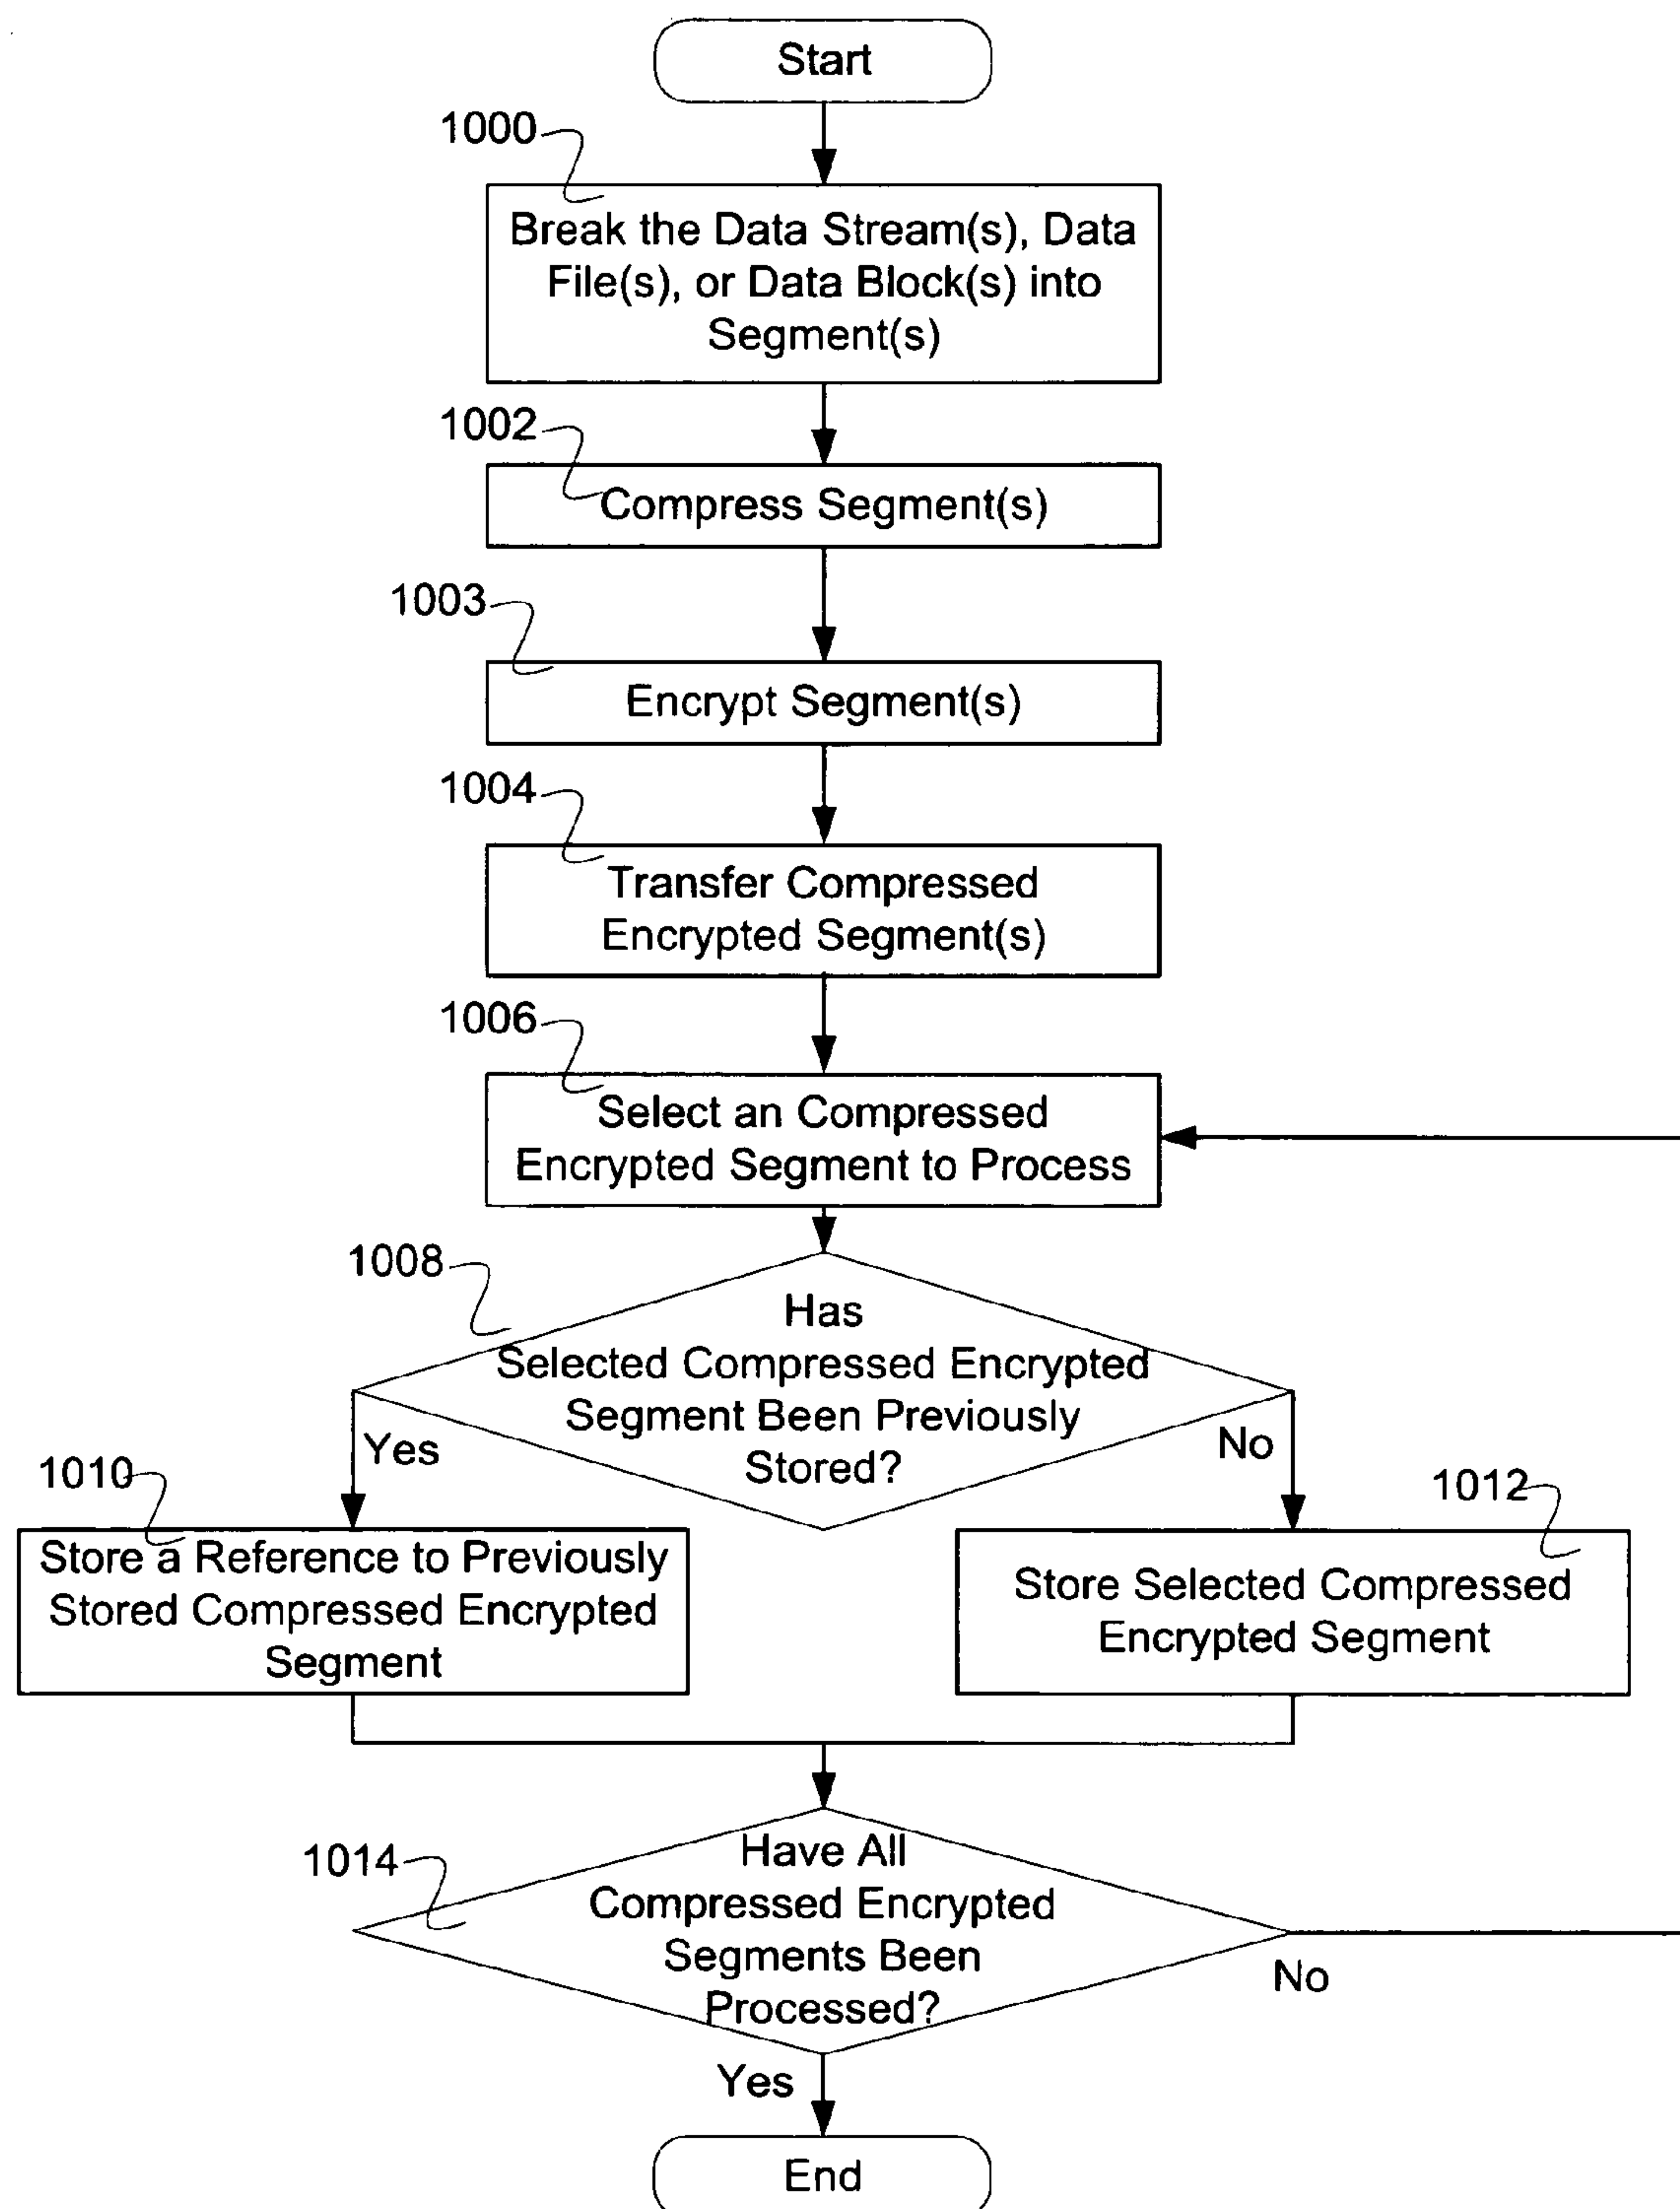 Start
1000
Break the Data Stream(s), Data
File(s), or Data Block(s) into
Segment(s)
1002
Compress Segment(s)
1003
Encrypt Segment(s)
1004
Transfer Compressed
Encrypted Segment(s)
1006
Select an Compressed
Encrypted Segment to Process
1008
Has
Selected Compressed Encrypted
Segment Been Previously
Stored?
Yes
No
1010
Store a Reference to Previously
Stored Compressed Encrypted
Segment
1012
Store Selected Compressed
Encrypted Segment
1014
Have All
Compressed Encrypted
Segments Been
Processed?
No
Yes
End